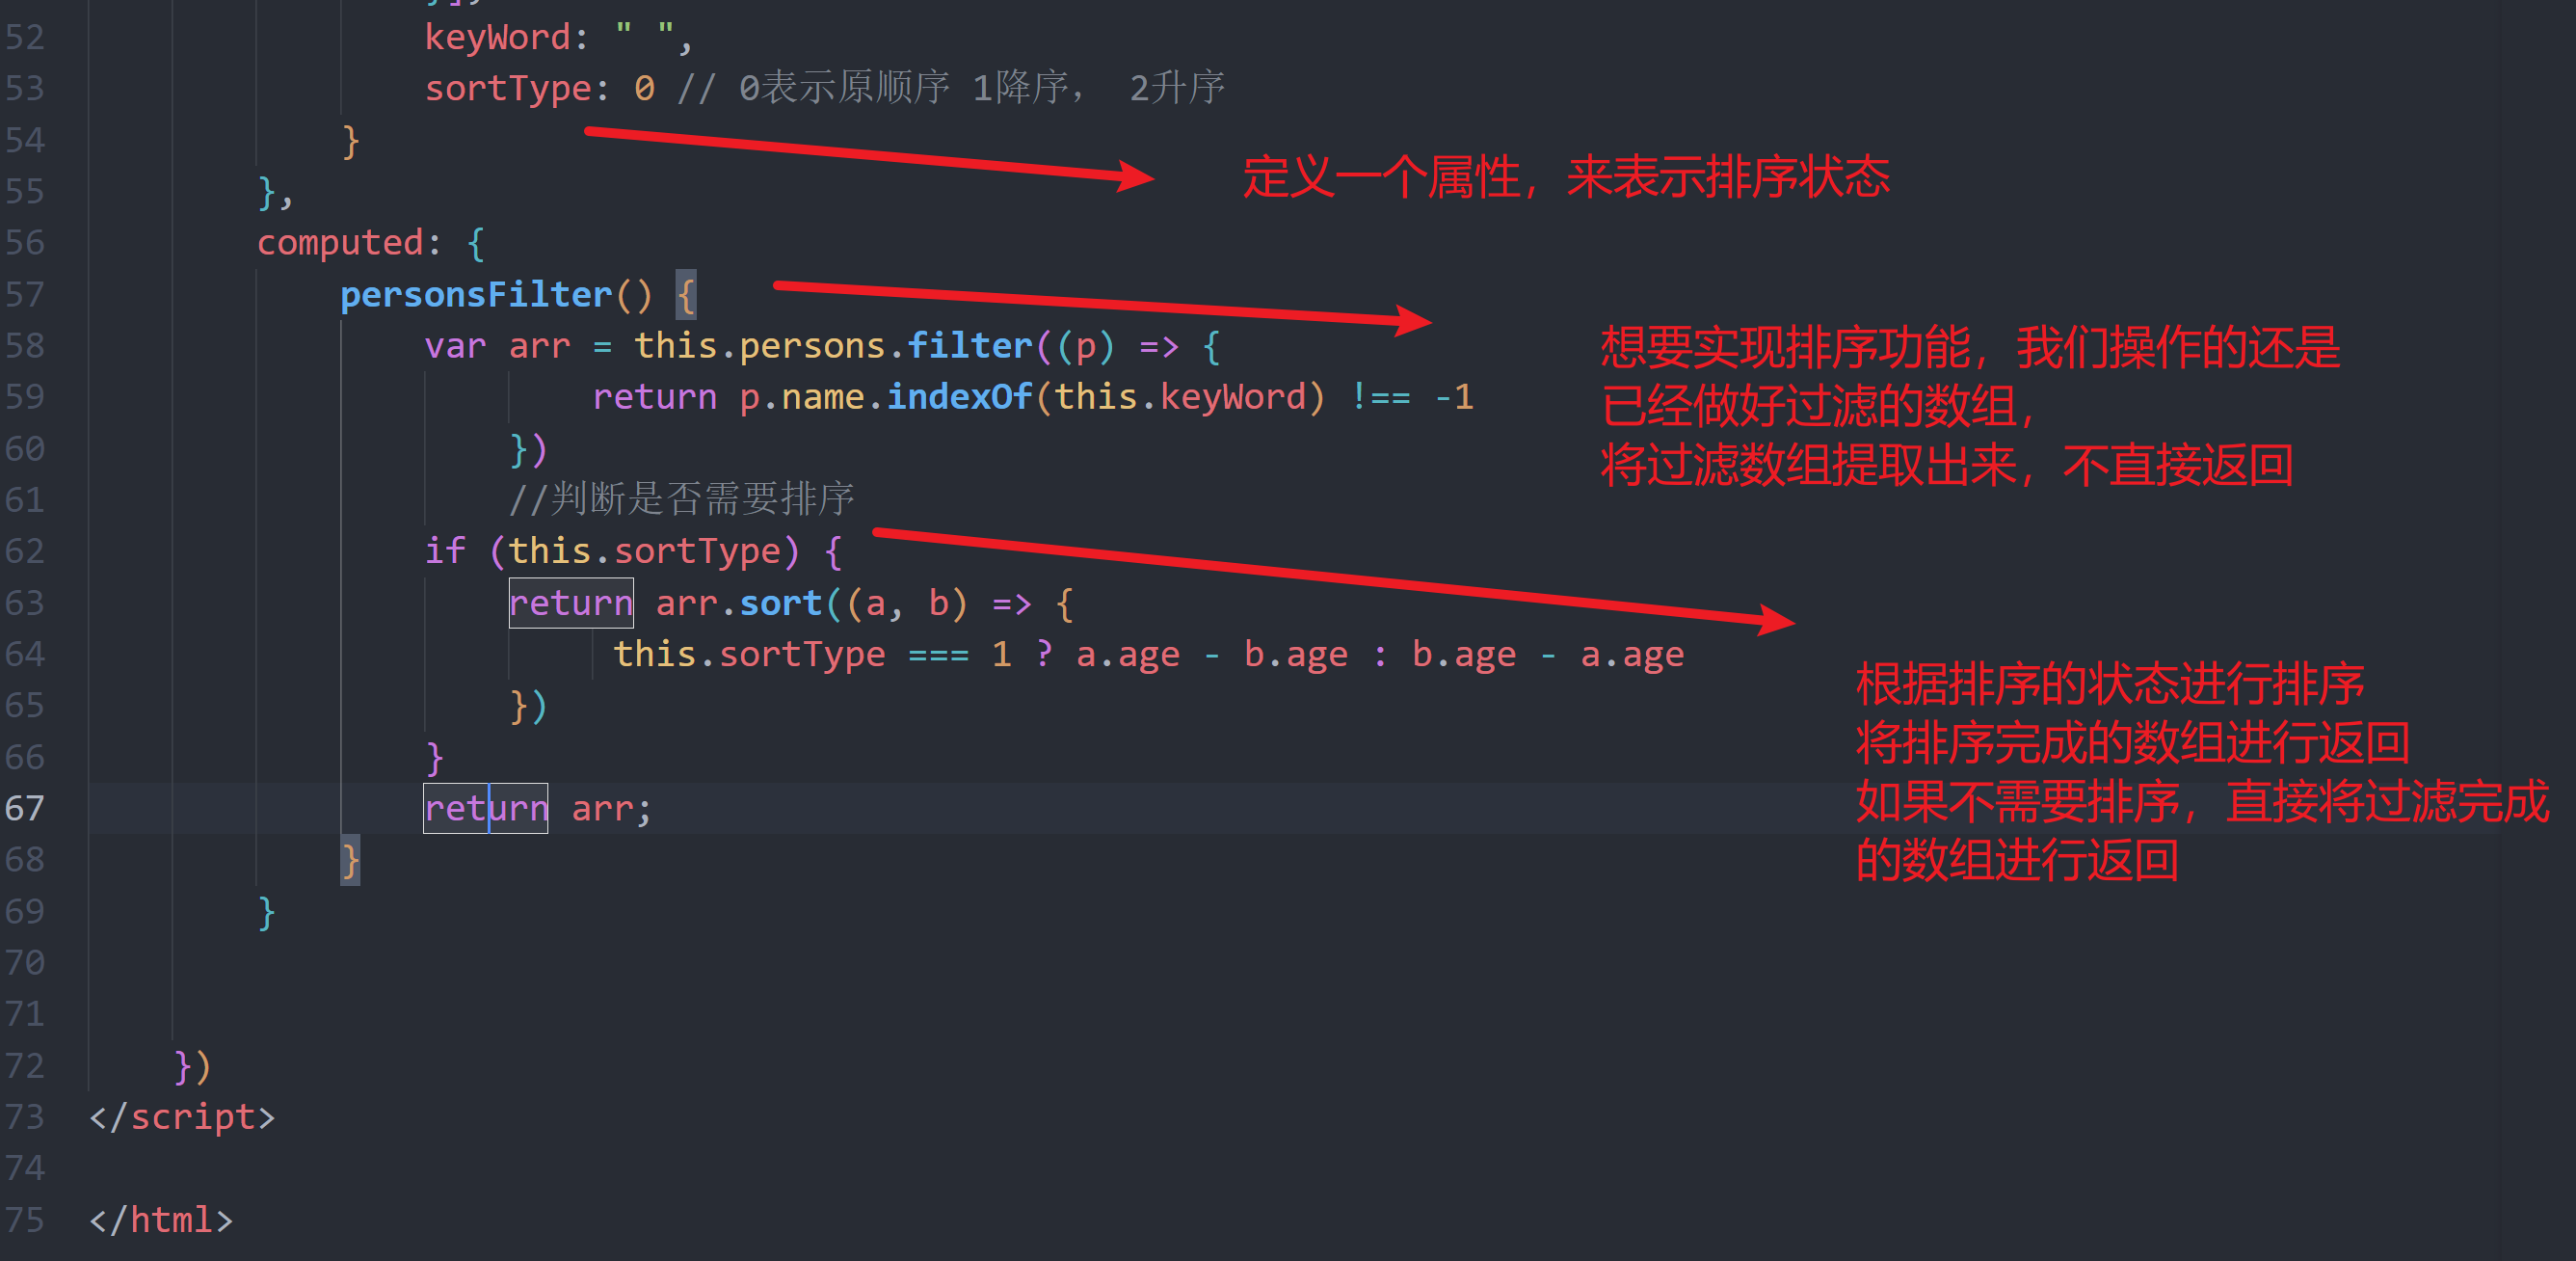 52 keyWord: " ",
53 sortType: 0 // 0表示原顺序 1降序， 2升序
54 }
定义一个属性，来表示排序状态
55 },
56 computed: {
57 personsFilter() {
58 var arr = this.persons.filter((p) => {
想要实现排序功能，我们操作的还是
59 return p.name.indexOf(this.keyWord) !== -1
已经做好过滤的数组，
60 })
将过滤数组提取出来，不直接返回
61 //判断是否需要排序
62 if (this.sortType) {
63 return arr.sort((a, b) => {
64 this.sortType === 1 ? a.age - b.age : b.age - a.age
根据排序的状态进行排序
65 })
将排序完成的数组进行返回
66 }
如果不需要排序，直接将过滤完成
67 return arr;
的数组进行返回
68 }
69 }
70
71
72 })
73 </script>
74
75 </html>